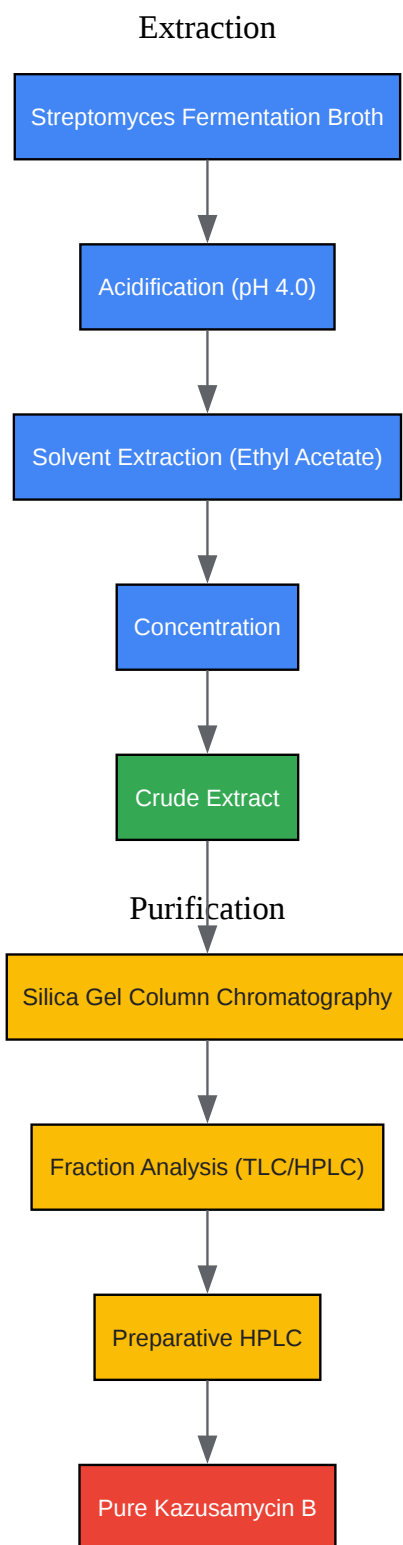 Extraction
Streptomyces Fermentation Broth
Acidification (pH 4.0)
Solvent Extraction (Ethyl Acetate)
Concentration
Crude Extract
Purification
Silica Gel Column Chromatography
Fraction Analysis (TLC/HPLC)
Preparative HPLC
Pure Kazusamycin B